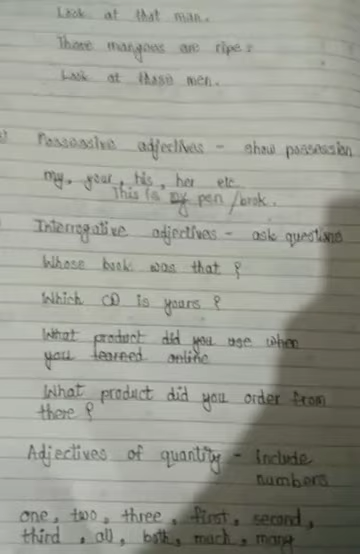 Look at that man.
Those mangoes are ripe.
Look at those men.
Possessive adjectives - show possession
my, your, his, her etc.
This is my pen /book.
Interrogative adjectives - ask questions
Whose book was that ?
Which CD is yours ?
What product did you use when
you learned online
What product did you order from
there ?
Adjectives of quantity - include
numbers
one, two, three, first, second,
third, all, both, much, many